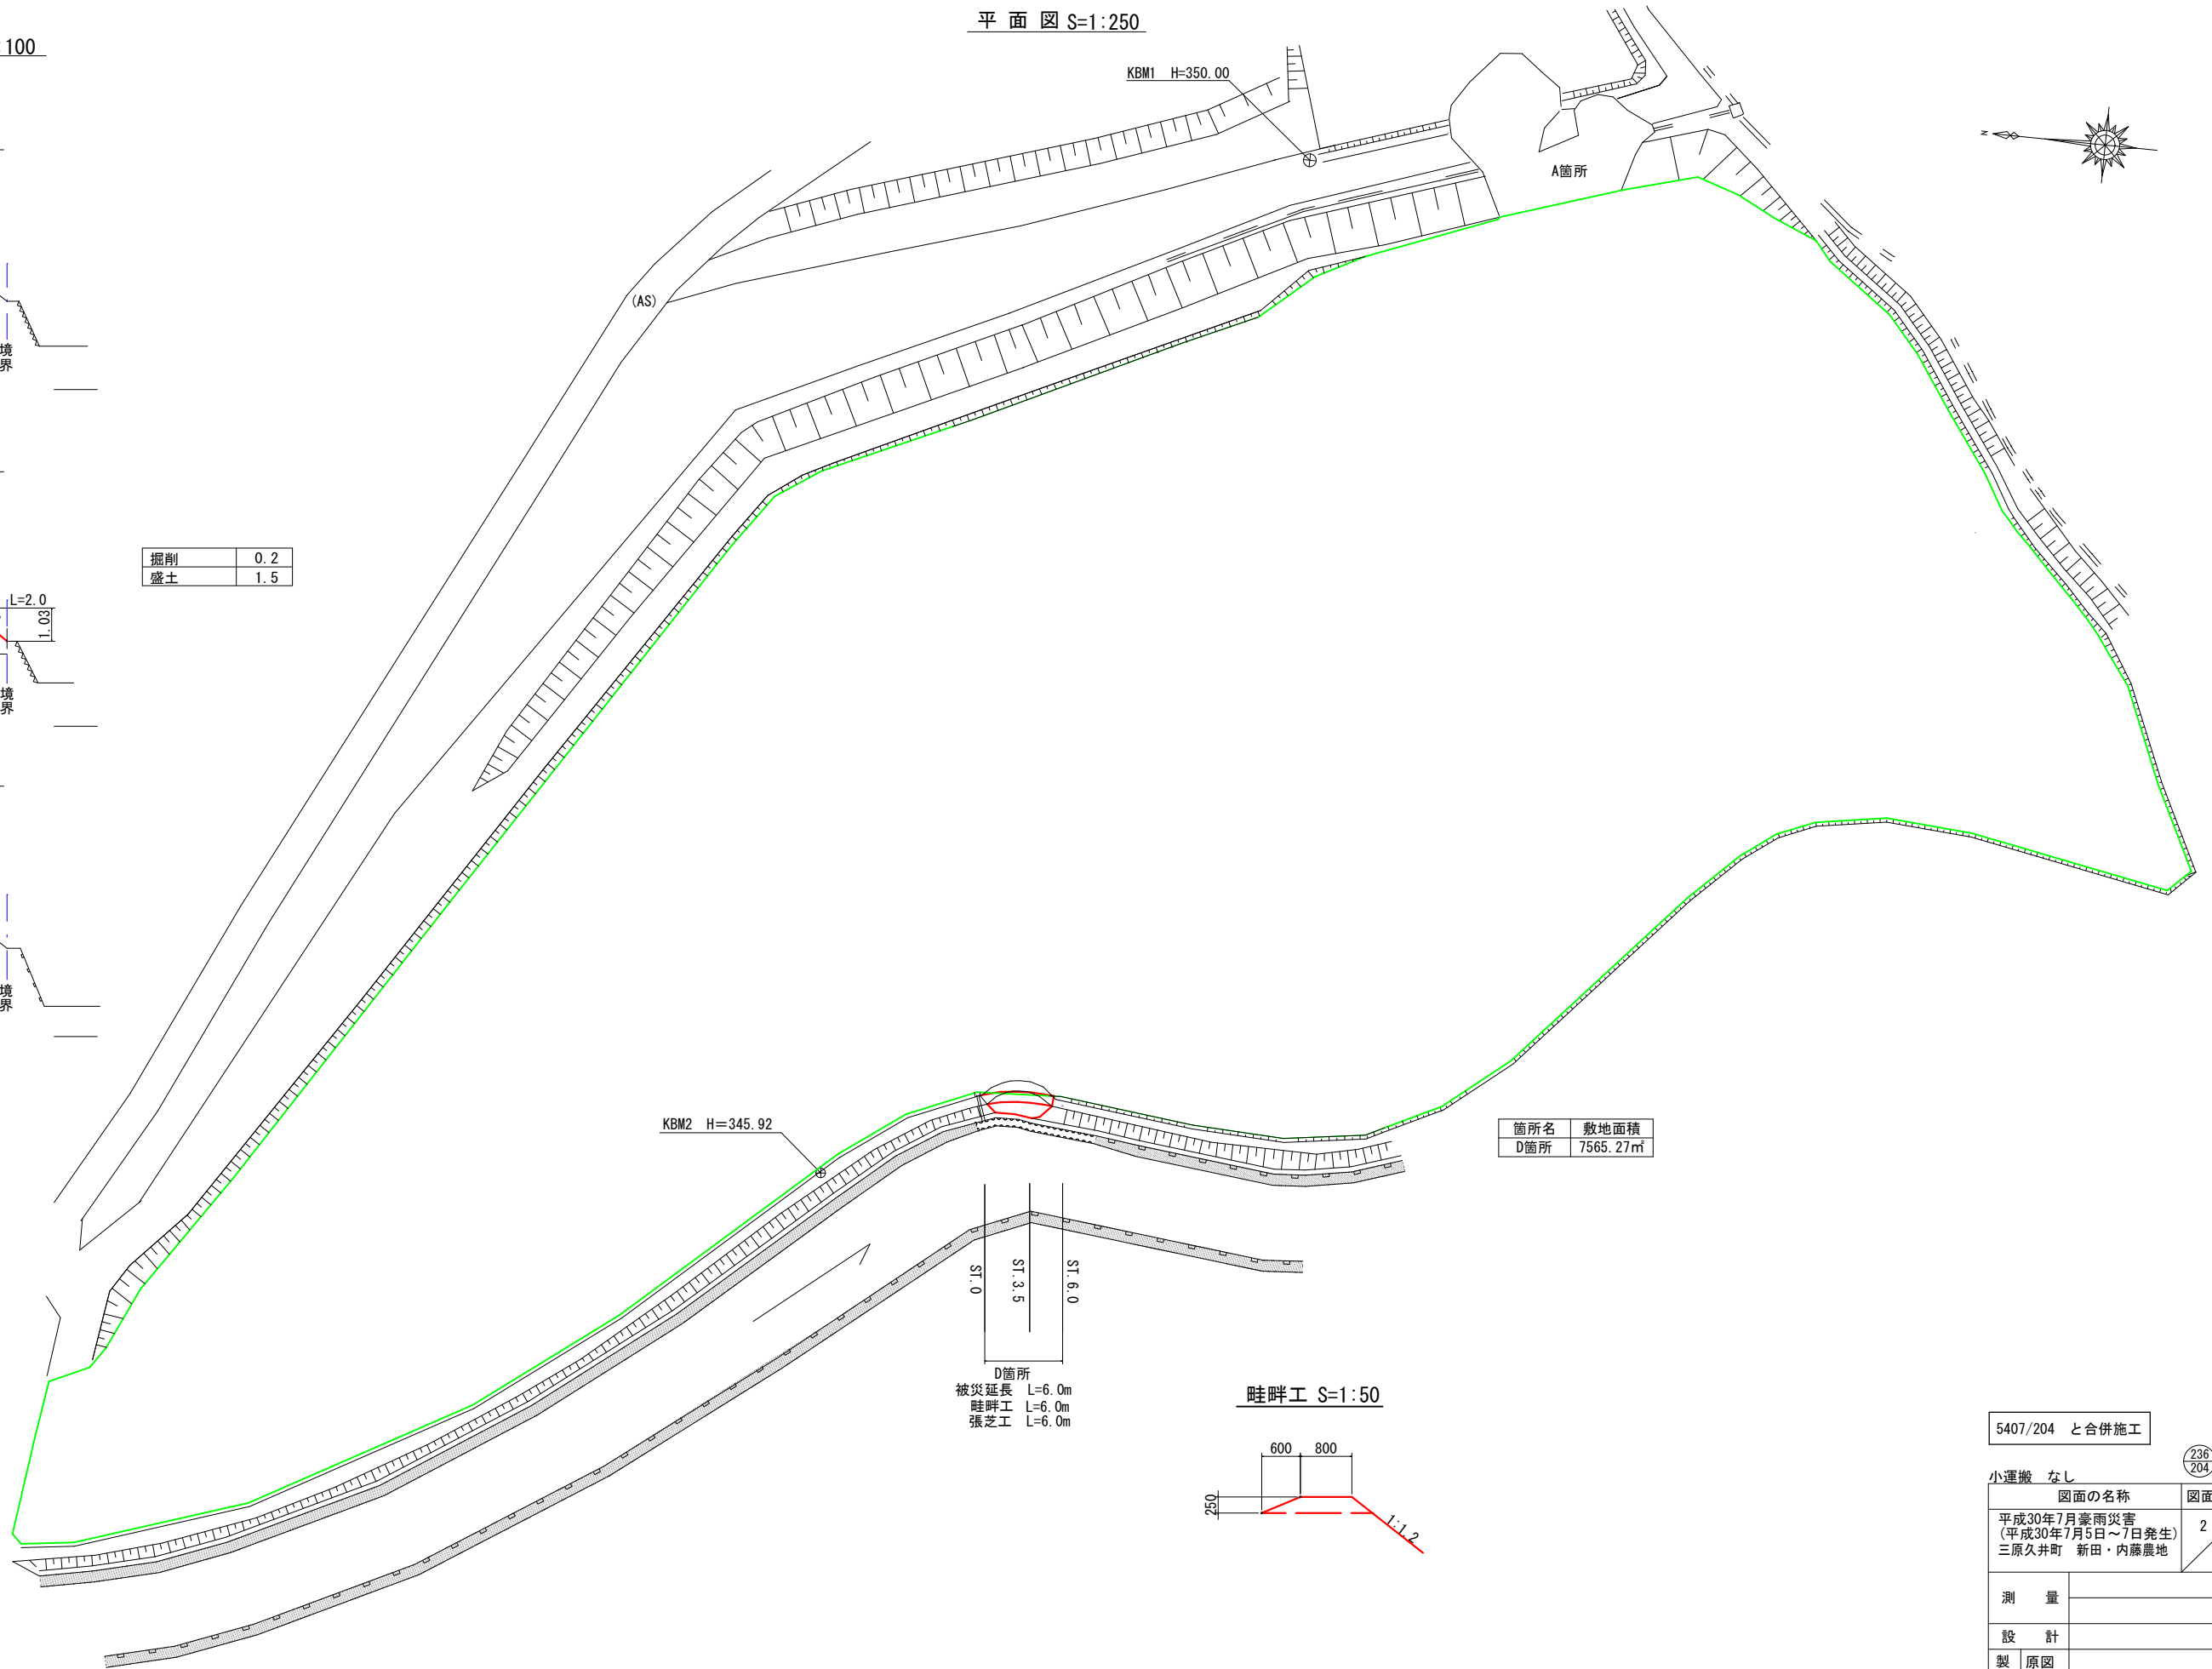 :100
平 面 図 S=1:250
KBM1 H=350.00
A箇所
N
(AS)
境界
掘削 0.2
盛土 1.5
L=2.0
1.03
境界
境界
KBM2 H=345.92
箇所名 敷地面積
D箇所 7565.27㎡
ST.0
ST.3.5
ST.6.0
D箇所
被災延長 L=6.0m
畦畔工 L=6.0m
張芝工 L=6.0m
畦畔工 S=1:50
600 800
250
1:1.2
5407/204 と合併施工
236
204
小運搬 なし
図面の名称 図面
平成30年7月豪雨災害
(平成30年7月5日～7日発生)
三原久井町 新田・内藤農地
2
測 量
設 計
製 原図